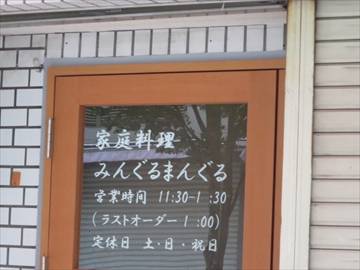 家庭料理
みんぐるまんぐる
営業時間 11:30-1 :30
(ラストオーダー 1 :00)
定休日 土・日・祝日